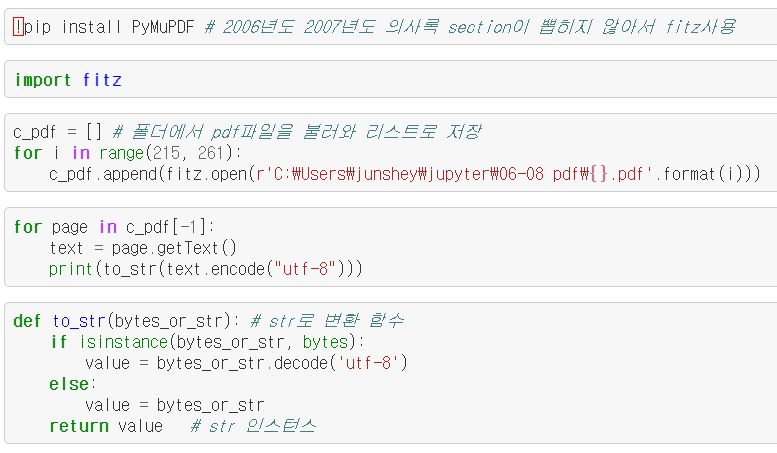 !pip install PyMuPDF # 2006년도 2007년도 의사록 section이 뽑히지 않아서 fitz사용
import fitz
c_pdf = [] # 폴더에서 pdf파일을 불러와 리스트로 저장
for i in range(215, 261):
    c_pdf.append(fitz.open(r'C:₩Users₩junshey₩jupyter₩06-08 pdf₩{}.pdf'.format(i)))
for page in c_pdf[-1]:
    text = page.getText()
    print(to_str(text.encode("utf-8")))
def to_str(bytes_or_str): # str로 변환 함수
    if isinstance(bytes_or_str, bytes):
        value = bytes_or_str.decode('utf-8')
    else:
        value = bytes_or_str
    return value   # str 인스턴스